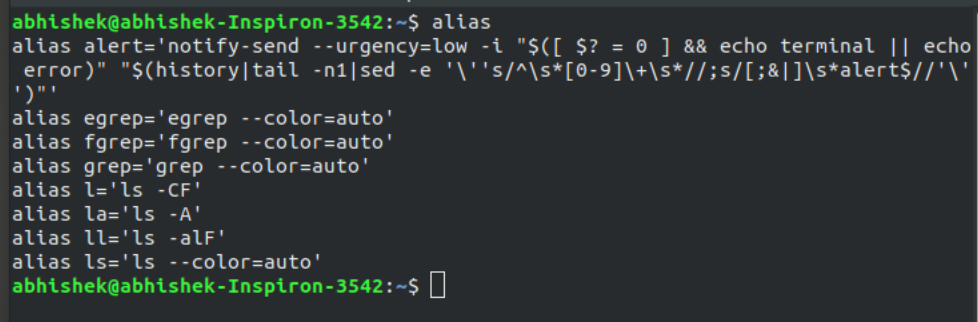 abhishek@abhishek-Inspiron-3542:~$ alias
alias alert='notify-send --urgency=low -i "$([ $? = 0 ] && echo terminal || echo
 error)" "$(history|tail -n1|sed -e '\''s/^\s*[0-9]\+\s*//;s/[;&|]\s*alert$//'\'
')"'
alias egrep='egrep --color=auto'
alias fgrep='fgrep --color=auto'
alias grep='grep --color=auto'
alias l='ls -CF'
alias la='ls -A'
alias ll='ls -alF'
alias ls='ls --color=auto'
abhishek@abhishek-Inspiron-3542:~$